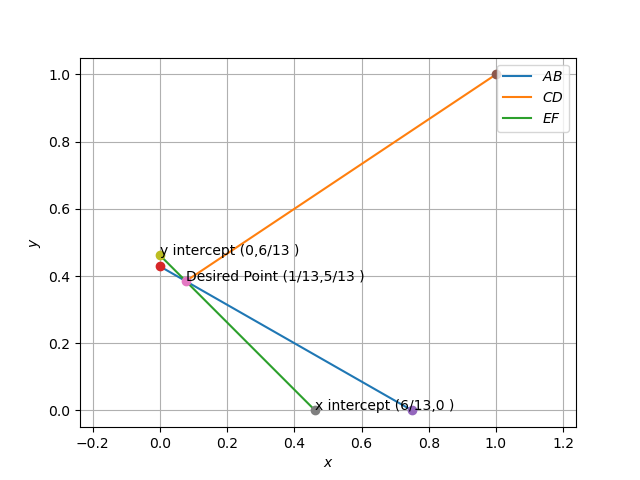 1.0
AB
CD
EF
0.8
0.6
y
y intercept (0,6/13 )
0.4
Desired Point (1/13,5/13 )
0.2
x intercept (6/13,0 )
0.0
−0.2 0.0 0.2 0.4 0.6 0.8 1.0 1.2
x